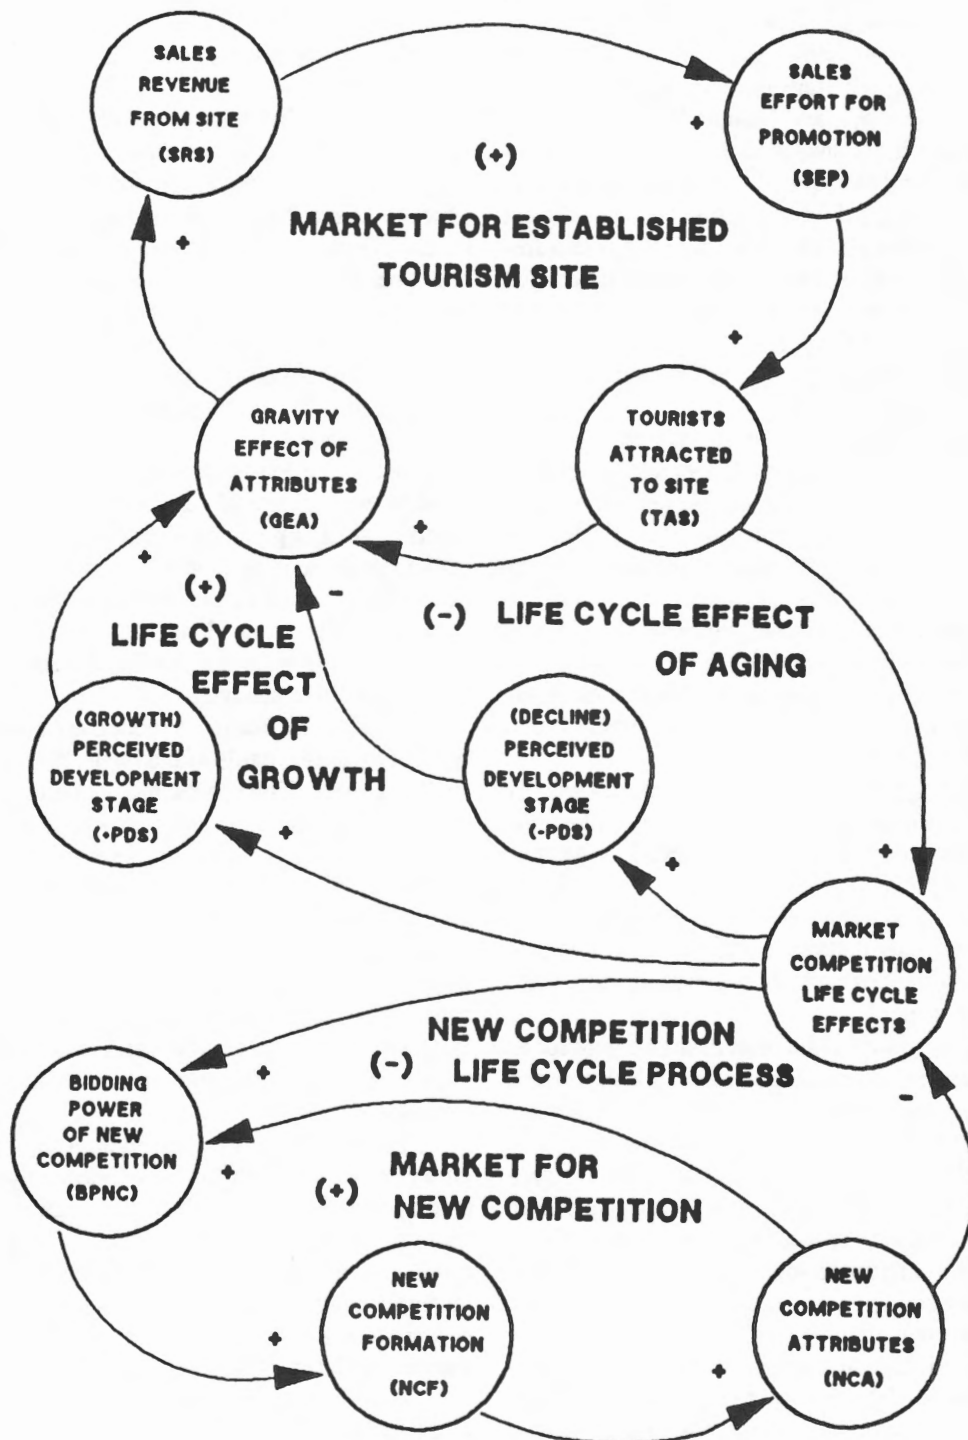 SALES
REVENUE
FROM SITE
(SRS)
SALES
EFFORT FOR
PROMOTION
(SEP)
+
(+)
MARKET FOR ESTABLISHED
TOURISM SITE
+
+
GRAVITY
EFFECT OF
ATTRIBUTES
(GEA)
TOURISTS
ATTRACTED
TO SITE
(TAS)
+
+
-
(+)
LIFE CYCLE
EFFECT
OF
GROWTH
(-) LIFE CYCLE EFFECT
OF AGING
(GROWTH)
PERCEIVED
DEVELOPMENT
STAGE
(+PDS)
(DECLINE)
PERCEIVED
DEVELOPMENT
STAGE
(-PDS)
+
+
+
MARKET
COMPETITION
LIFE CYCLE
EFFECTS
NEW COMPETITION
(-) LIFE CYCLE PROCESS
+
-
BIDDING
POWER
OF NEW
COMPETITION
(BPNC)
+
MARKET FOR
(+) NEW COMPETITION
NEW
COMPETITION
FORMATION
(NCF)
NEW
COMPETITION
ATTRIBUTES
(NCA)
+
+